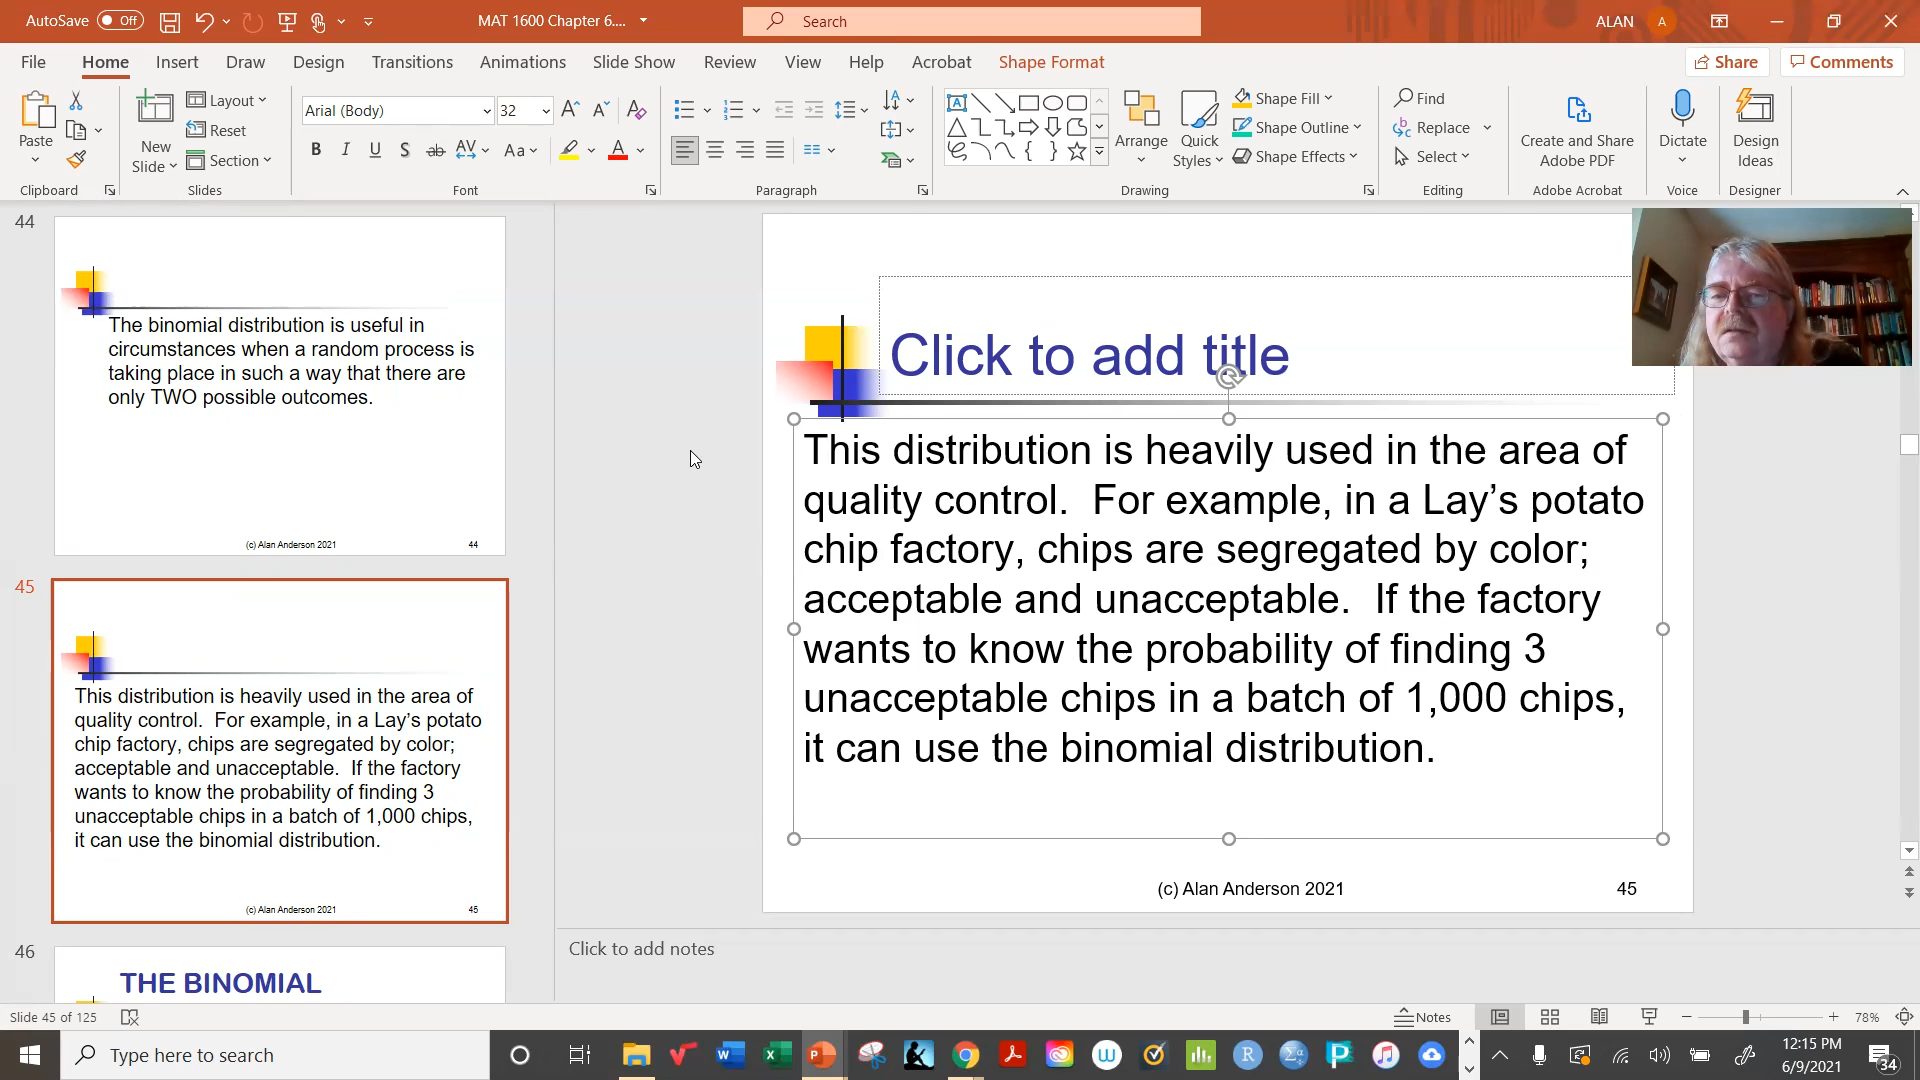 AutoSave Off
MAT 1600 Chapter 6....
Search
ALAN A
File Home Insert Draw Design Transitions Animations Slide Show Review View Help Acrobat Shape Format
Share Comments
Paste
New
Slide
Layout
Reset
Section
Arial (Body) 32
B I U S ab AV Aa A
Arrange
Quick
Styles
Shape Fill
Shape Outline
Shape Effects
Find
Replace
Select
Create and Share
Adobe PDF
Dictate
Design
Ideas
Clipboard Slides Font Paragraph Drawing Editing Adobe Acrobat Voice Designer
44
The binomial distribution is useful in
circumstances when a random process is
taking place in such a way that there are
only TWO possible outcomes.
(c) Alan Anderson 2021 44
45
This distribution is heavily used in the area of
quality control.  For example, in a Lay’s potato
chip factory, chips are segregated by color;
acceptable and unacceptable.  If the factory
wants to know the probability of finding 3
unacceptable chips in a batch of 1,000 chips,
it can use the binomial distribution.
(c) Alan Anderson 2021 45
46
THE BINOMIAL
Click to add title
This distribution is heavily used in the area of
quality control.  For example, in a Lay’s potato
chip factory, chips are segregated by color;
acceptable and unacceptable.  If the factory
wants to know the probability of finding 3
unacceptable chips in a batch of 1,000 chips,
it can use the binomial distribution.
(c) Alan Anderson 2021 45
Click to add notes
Slide 45 of 125
Notes
78%
Type here to search
12:15 PM
6/9/2021
34